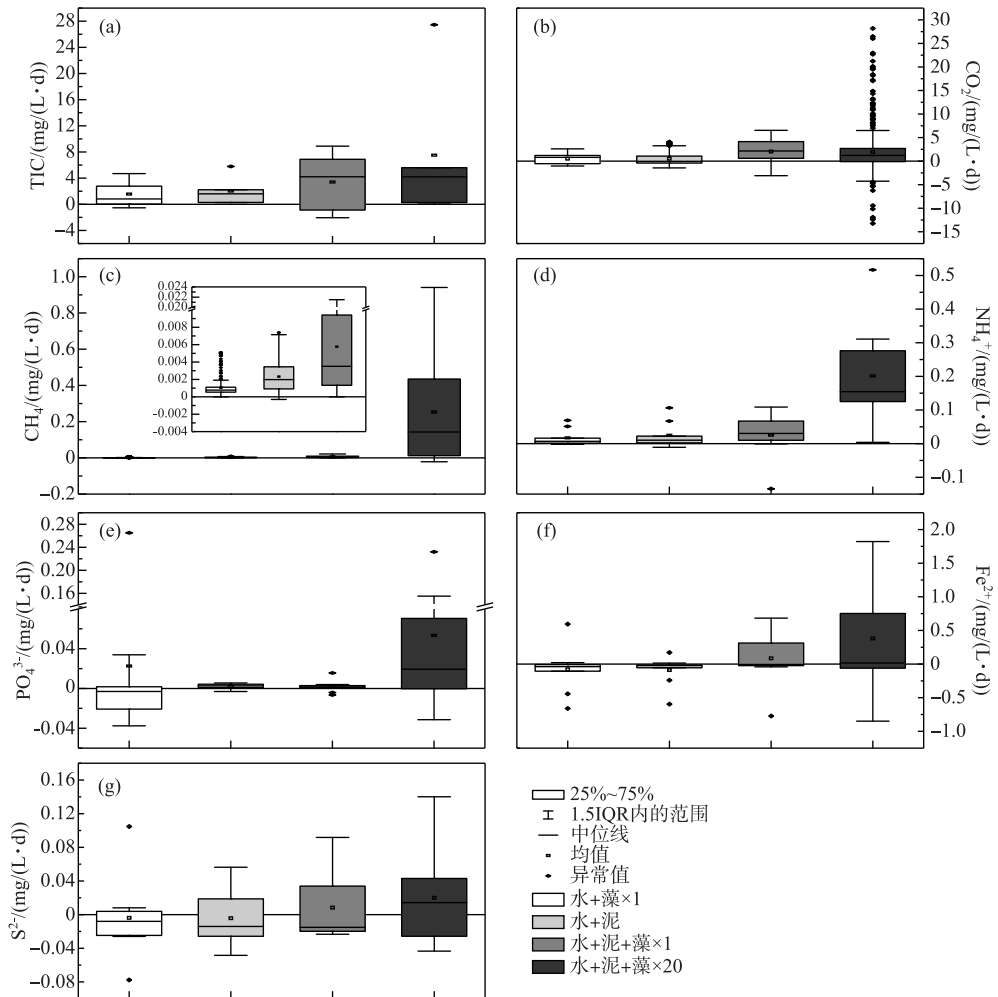 (a)
28
24
20
16
12
8
4
0
−4
TIC/(mg/(L·d))
(b)
30
25
20
15
10
5
0
−5
−10
−15
CO₂/(mg/(L·d))
(c)
1.0
0.8
0.6
0.4
0.2
0
−0.2
CH₄/(mg/(L·d))
0.024
0.022
0.020
0.008
0.006
0.004
0.002
0
−0.002
−0.004
(d)
0.5
0.4
0.3
0.2
0.1
0
−0.1
NH₄⁺/(mg/(L·d))
(e)
0.28
0.24
0.20
0.16
0.04
0
−0.04
PO₄³⁻/(mg/(L·d))
(f)
2.0
1.5
1.0
0.5
0
−0.5
−1.0
Fe²⁺/(mg/(L·d))
(g)
0.16
0.12
0.08
0.04
0
−0.04
−0.08
S²⁻/(mg/(L·d))
25%~75%
1.5IQR内的范围
中位线
均值
异常值
水+藻×1
水+泥
水+泥+藻×1
水+泥+藻×20